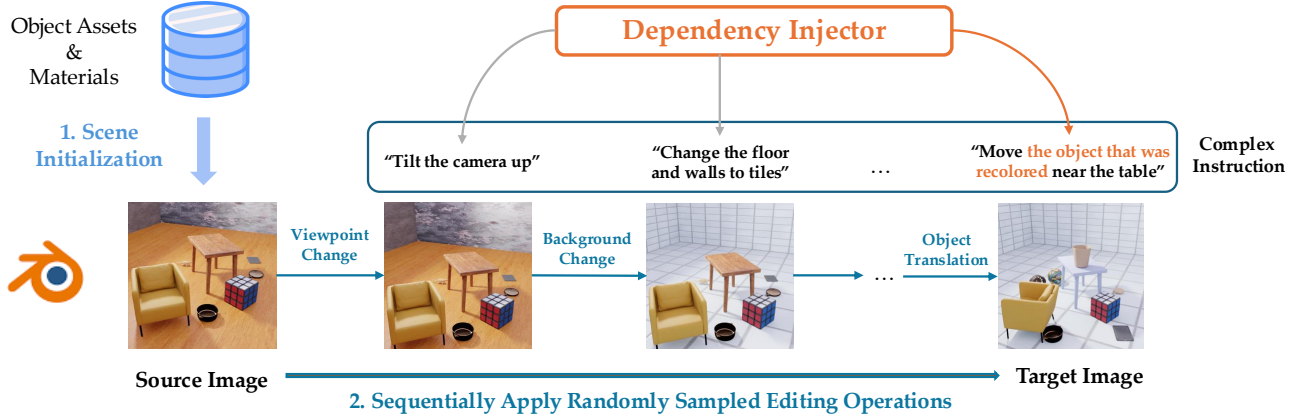 Object Assets
&
Materials
Dependency Injector
1. Scene
Initialization
“Tilt the camera up”
“Change the floor
and walls to tiles”
...
“Move the object that was
recolored near the table”
Complex
Instruction
Viewpoint
Change
Background
Change
...
Object
Translation
Source Image
Target Image
2. Sequentially Apply Randomly Sampled Editing Operations